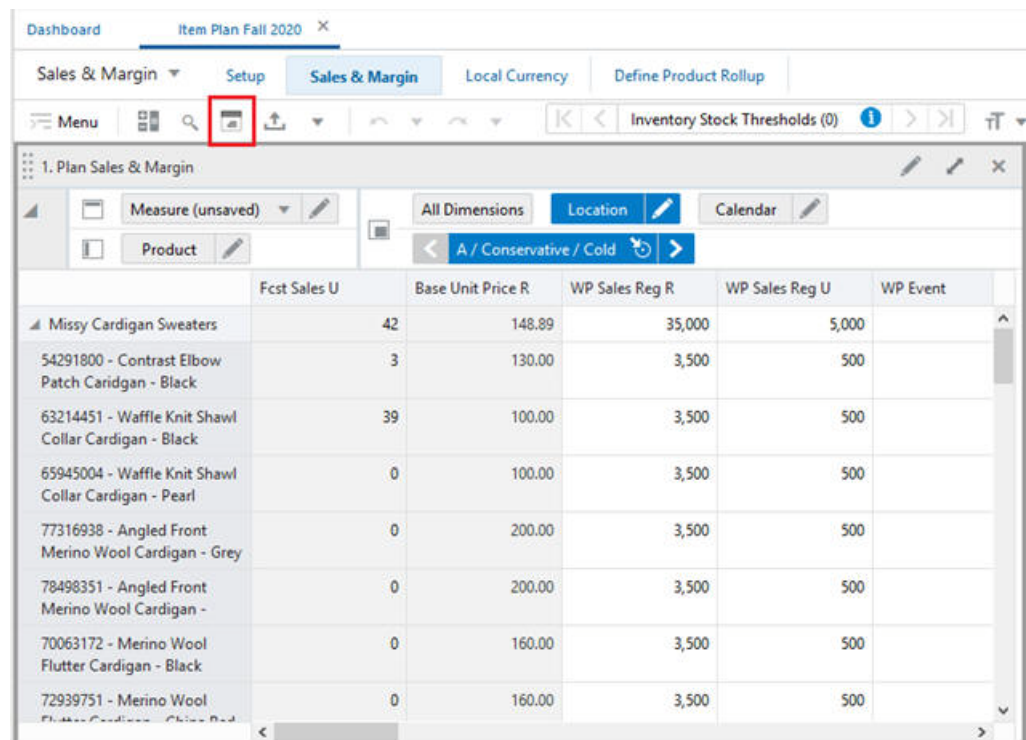 Dashboard Item Plan Fall 2020
Sales & Margin Setup Sales & Margin Local Currency Define Product Rollup
Menu Inventory Stock Thresholds (0)
1. Plan Sales & Margin
Measure (unsaved) All Dimensions Location Calendar
Product A / Conservative / Cold
Fcst Sales U Base Unit Price R WP Sales Reg R WP Sales Reg U WP Event
Missy Cardigan Sweaters 42 148.89 35,000 5,000
54291800 - Contrast Elbow 3 130.00 3,500 500
Patch Caridgan - Black
63214451 - Waffle Knit Shawl 39 100.00 3,500 500
Collar Cardigan - Black
65945004 - Waffle Knit Shawl 0 100.00 3,500 500
Collar Cardigan - Pearl
77316938 - Angled Front 0 200.00 3,500 500
Merino Wool Cardigan - Grey
78498351 - Angled Front 0 200.00 3,500 500
Merino Wool Cardigan -
70063172 - Merino Wool 0 160.00 3,500 500
Flutter Cardigan - Black
72939751 - Merino Wool 0 160.00 3,500 500